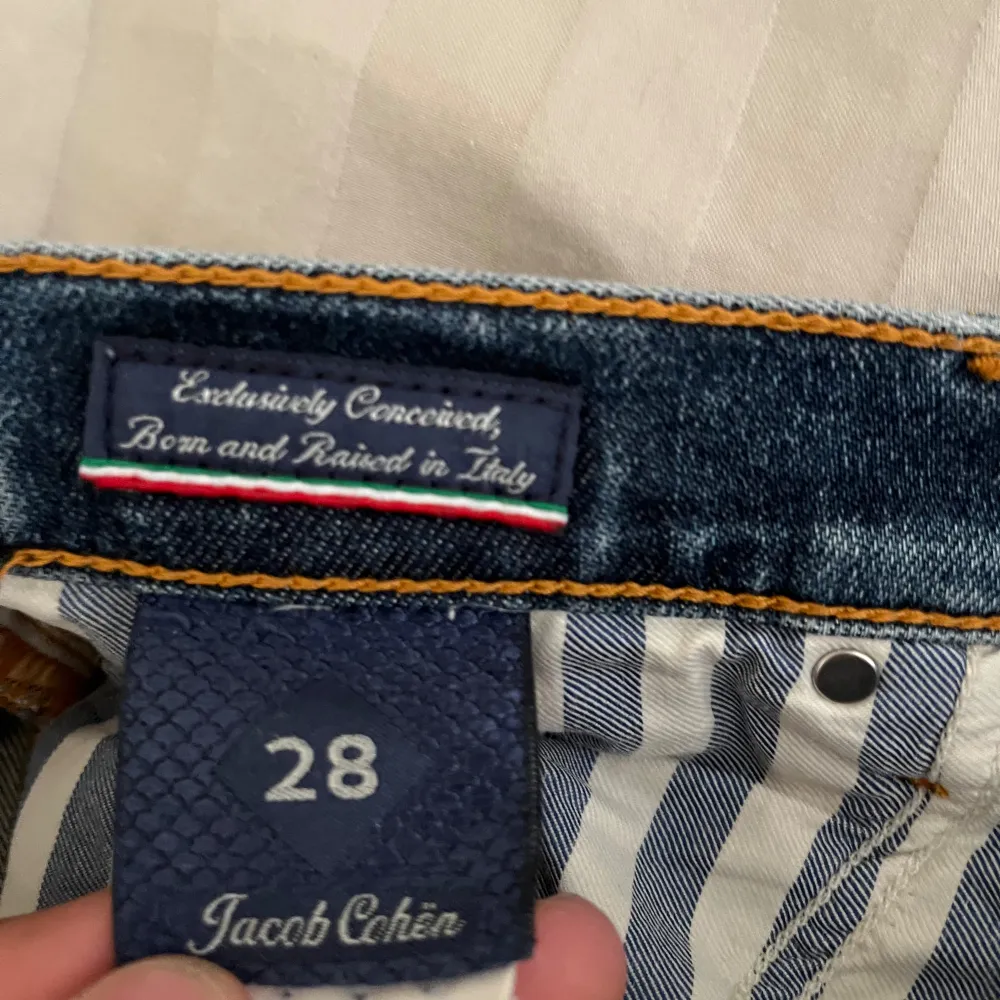 Exclusively Conceived,
Born and Raised in Italy
28
Jacob Cohën